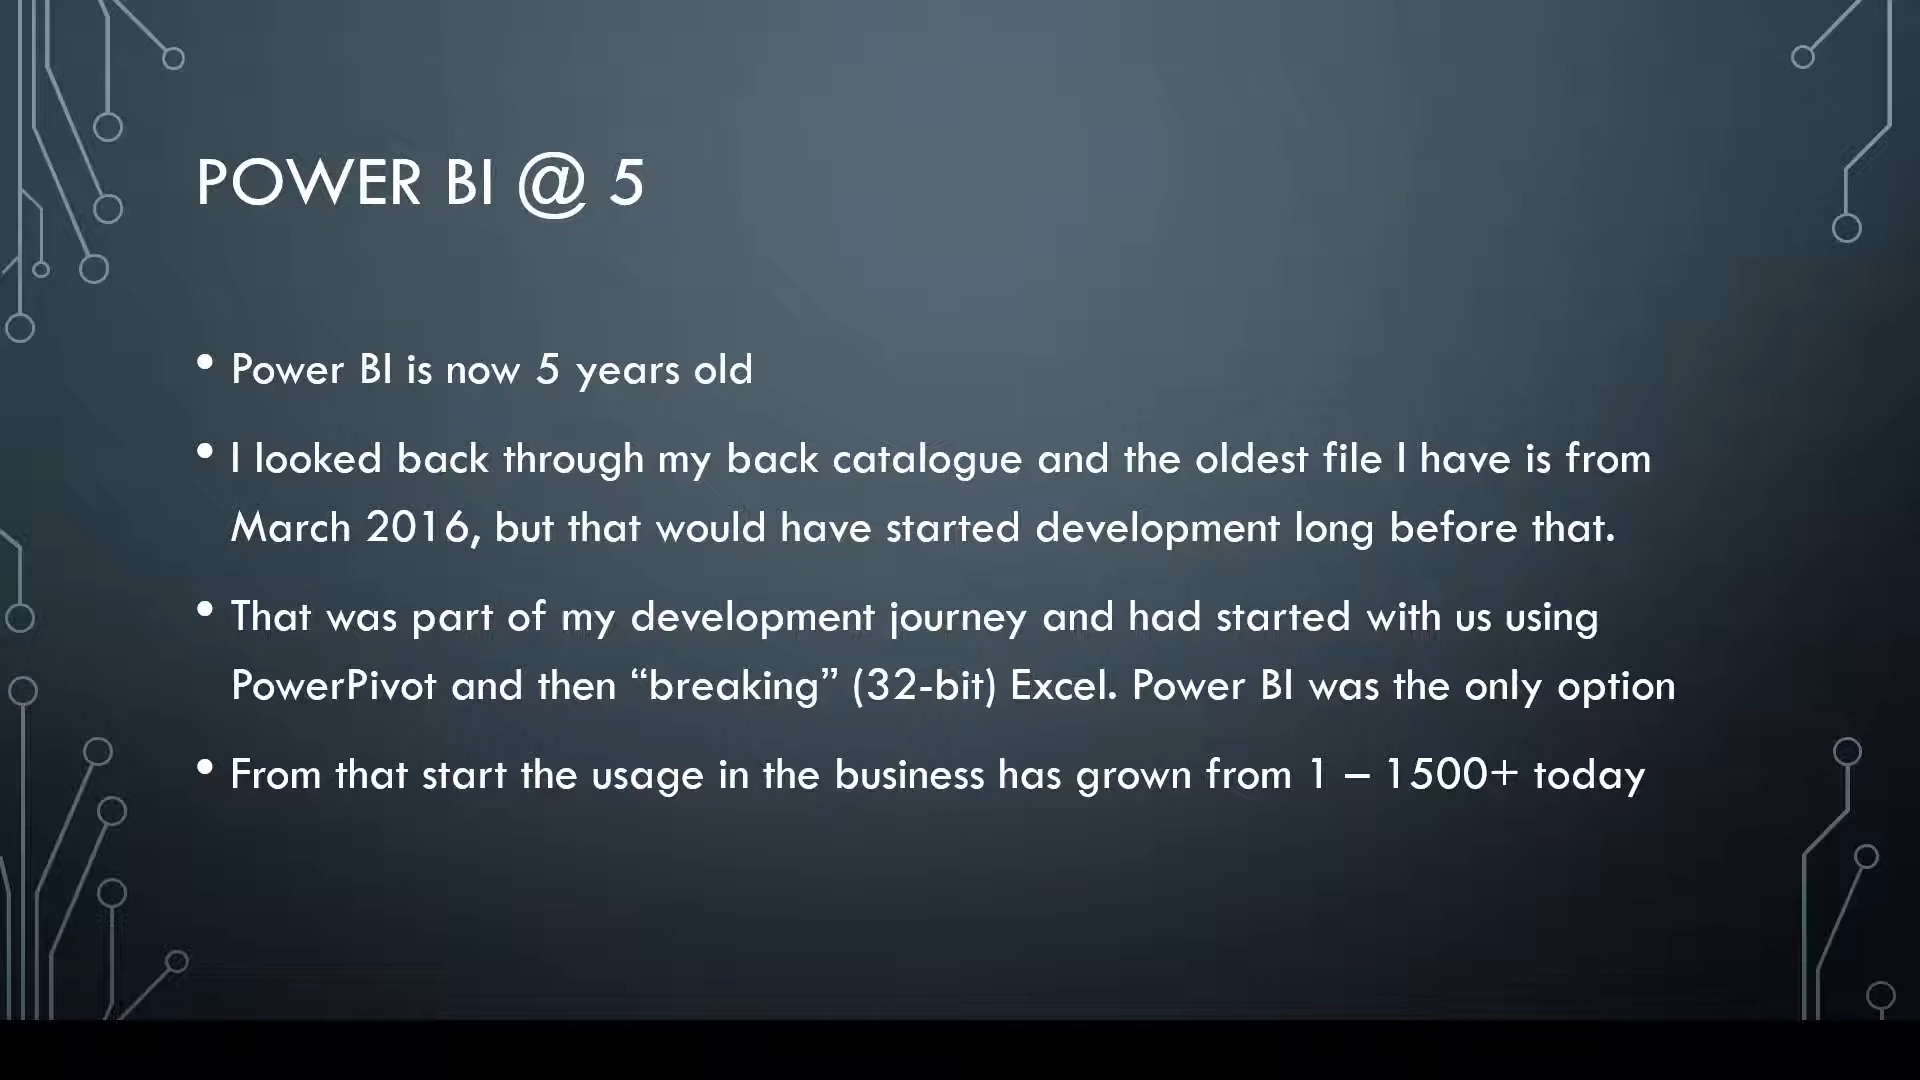 POWER BI @ 5
• Power BI is now 5 years old
• I looked back through my back catalogue and the oldest file I have is from
March 2016, but that would have started development long before that.
• That was part of my development journey and had started with us using
PowerPivot and then “breaking” (32-bit) Excel. Power BI was the only option
• From that start the usage in the business has grown from 1 – 1500+ today